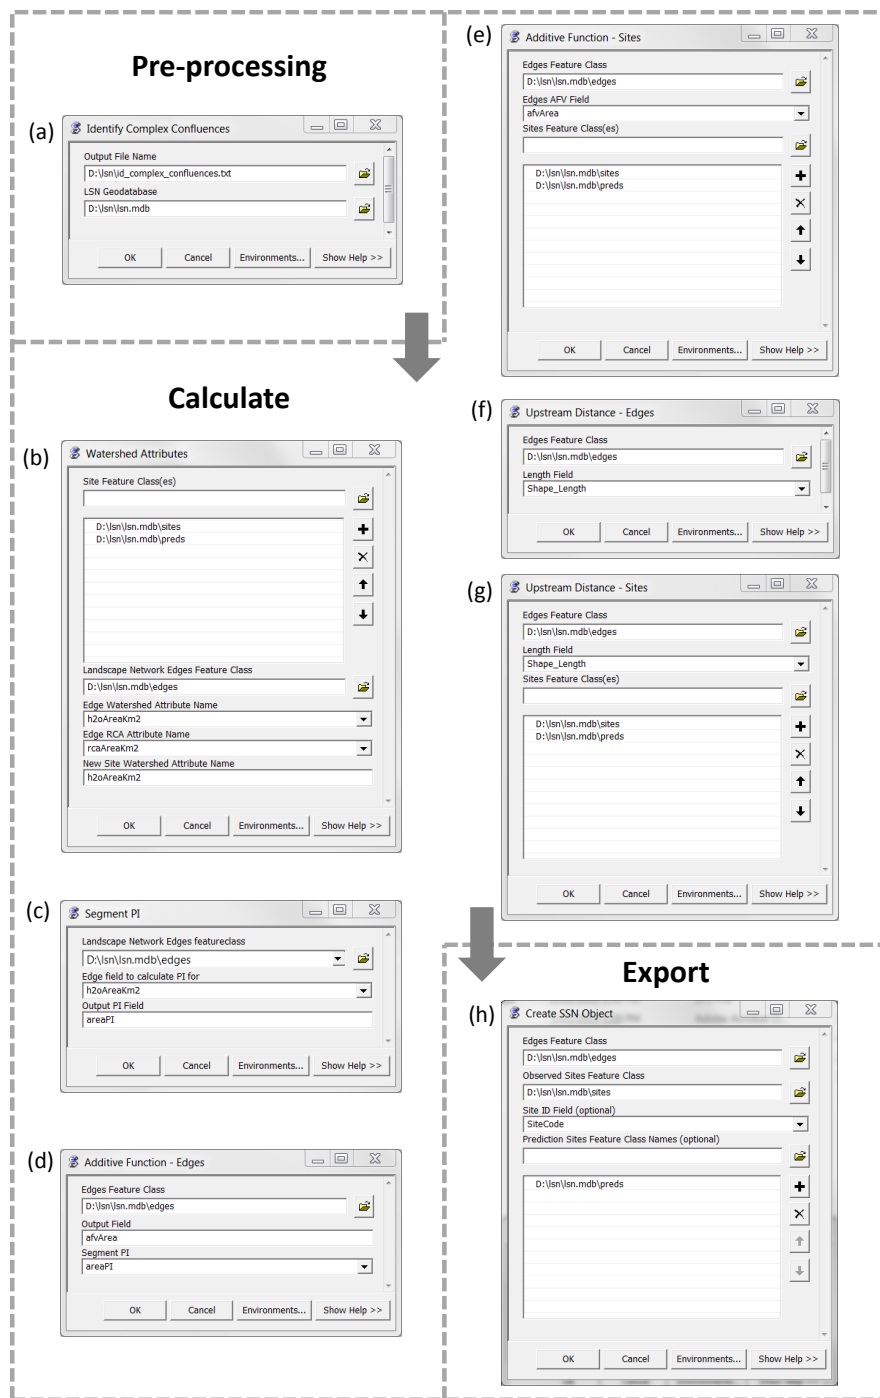 Pre-processing
(a)
Identify Complex Confluences
Output File Name
D:\lsn\id_complex_confluences.txt
LSN Geodatabase
D:\lsn\lsn.mdb
OK Cancel Environments... Show Help >>
Calculate
(b)
Watershed Attributes
Site Feature Class(es)
D:\lsn\lsn.mdb\sites
D:\lsn\lsn.mdb\preds
Landscape Network Edges Feature Class
D:\lsn\lsn.mdb\edges
Edge Watershed Attribute Name
h2oAreaKm2
Edge RCA Attribute Name
rcaAreaKm2
New Site Watershed Attribute Name
h2oAreaKm2
OK Cancel Environments... Show Help >>
(c)
Segment PI
Landscape Network Edges featureclass
D:\lsn\lsn.mdb\edges
Edge field to calculate PI for
h2oAreaKm2
Output PI Field
areaPI
OK Cancel Environments... Show Help >>
(d)
Additive Function - Edges
Edges Feature Class
D:\lsn\lsn.mdb\edges
Output Field
afvArea
Segment PI
areaPI
OK Cancel Environments... Show Help >>
(e)
Additive Function - Sites
Edges Feature Class
D:\lsn\lsn.mdb\edges
Edges AFV Field
afvArea
Sites Feature Class(es)
D:\lsn\lsn.mdb\sites
D:\lsn\lsn.mdb\preds
OK Cancel Environments... Show Help >>
(f)
Upstream Distance - Edges
Edges Feature Class
D:\lsn\lsn.mdb\edges
Length Field
Shape_Length
OK Cancel Environments... Show Help >>
(g)
Upstream Distance - Sites
Edges Feature Class
D:\lsn\lsn.mdb\edges
Length Field
Shape_Length
Sites Feature Class(es)
D:\lsn\lsn.mdb\sites
D:\lsn\lsn.mdb\preds
OK Cancel Environments... Show Help >>
Export
(h)
Create SSN Object
Edges Feature Class
D:\lsn\lsn.mdb\edges
Observed Sites Feature Class
D:\lsn\lsn.mdb\sites
Site ID Field (optional)
SiteCode
Prediction Sites Feature Class Names (optional)
D:\lsn\lsn.mdb\preds
OK Cancel Environments... Show Help >>